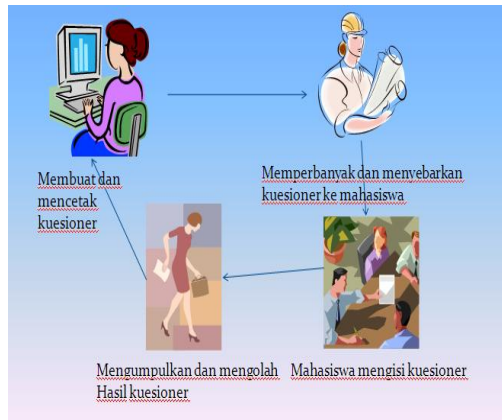 Membuat dan
mencetak
kuesioner
Memperbanyak dan menyebarkan
kuesioner ke mahasiswa
Mengumpulkan dan mengolah
Hasil kuesioner
Mahasiswa mengisi kuesioner